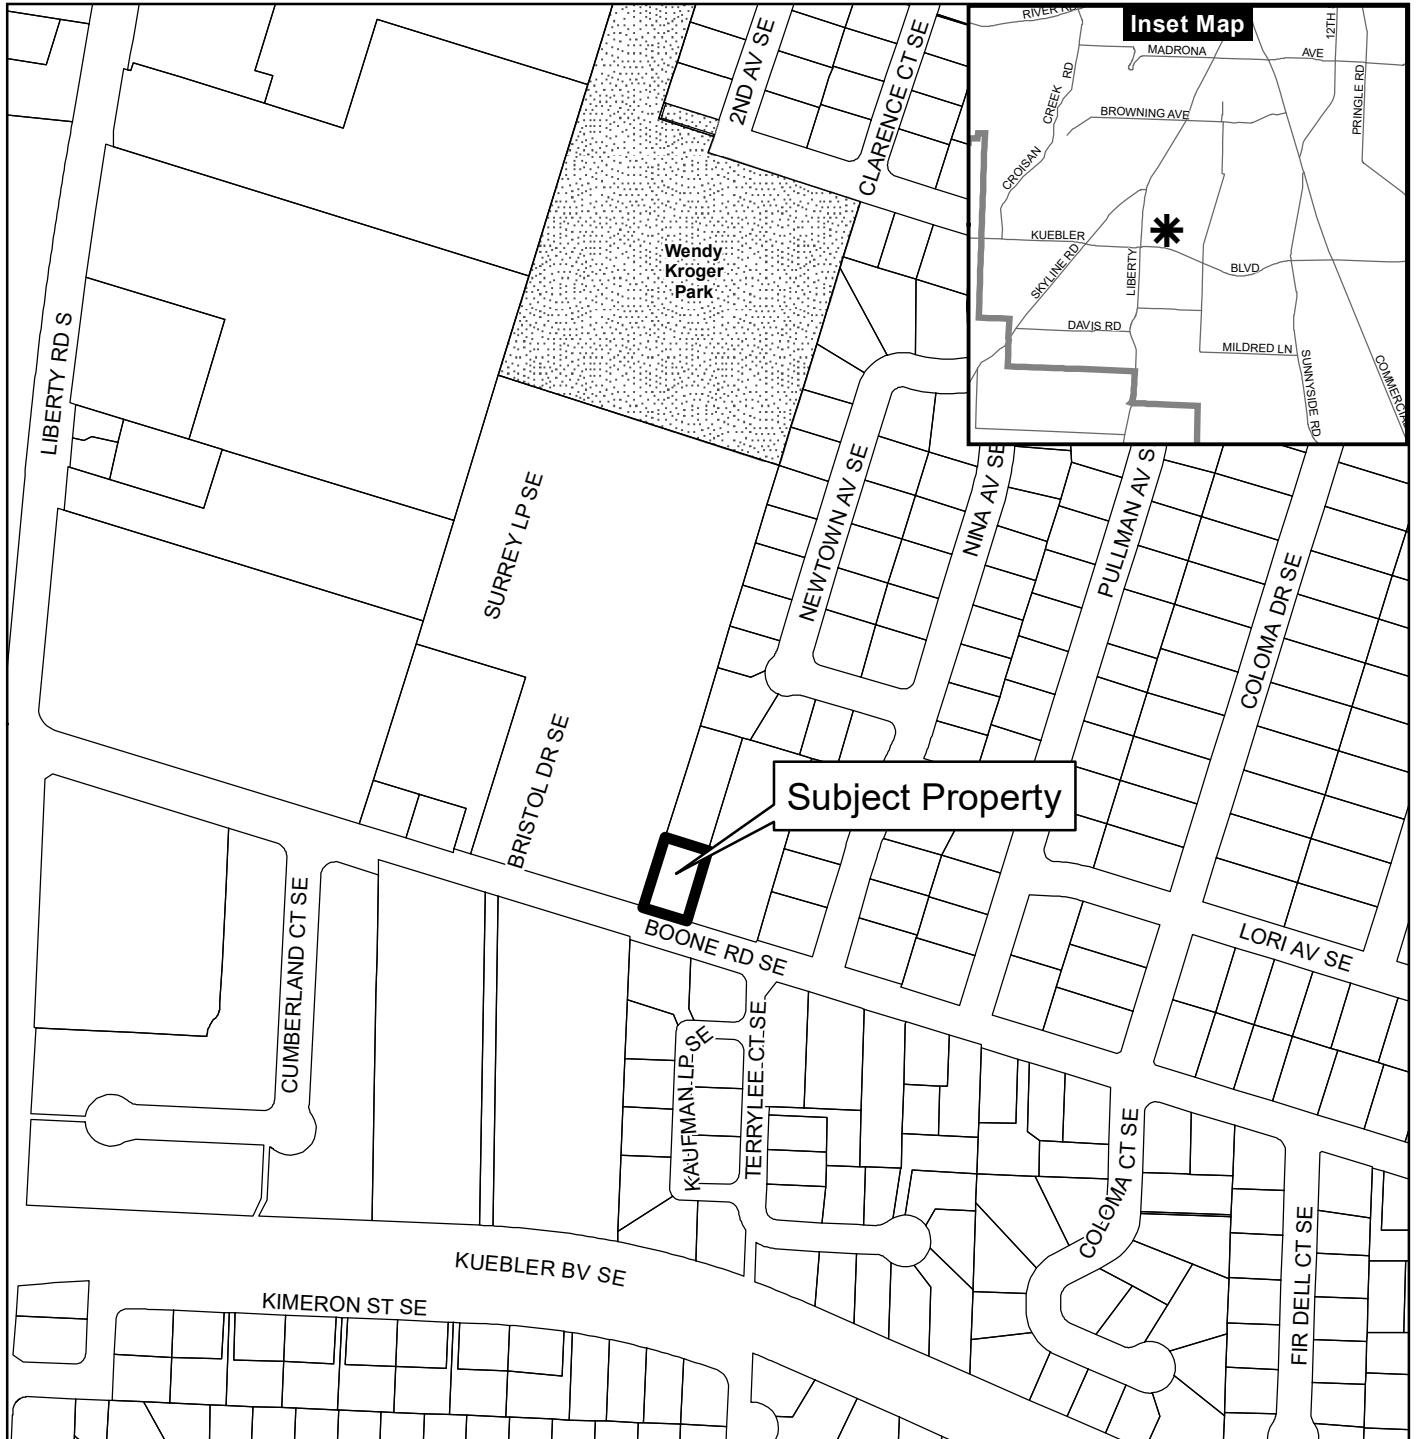 2ND AV SE
CLARENCE CT SE
Wendy
Kroger
Park
LIBERTY RD S
SURREY LP SE
BRISTOL DR SE
NEWTOWN AV SE
NINA AV SE
PULLMAN AV S
COLOMA DR SE
Subject Property
BOONE RD SE
LORI AV SE
CUMBERLAND CT SE
KAUFMAN LP SE
TERRYLEE CT SE
COLOMA CT SE
FIR DELL CT SE
KUEBLER BV SE
KIMERON ST SE
Inset Map
RIVER RD
MADRONA AVE
12TH
PRINGLE RD
CROISAN CREEK RD
BROWNING AVE
KUEBLER BLVD
SKYLINE RD
LIBERTY
DAVIS RD
MILDRED LN
SUNNYSIDE RD
COMMERCIAL